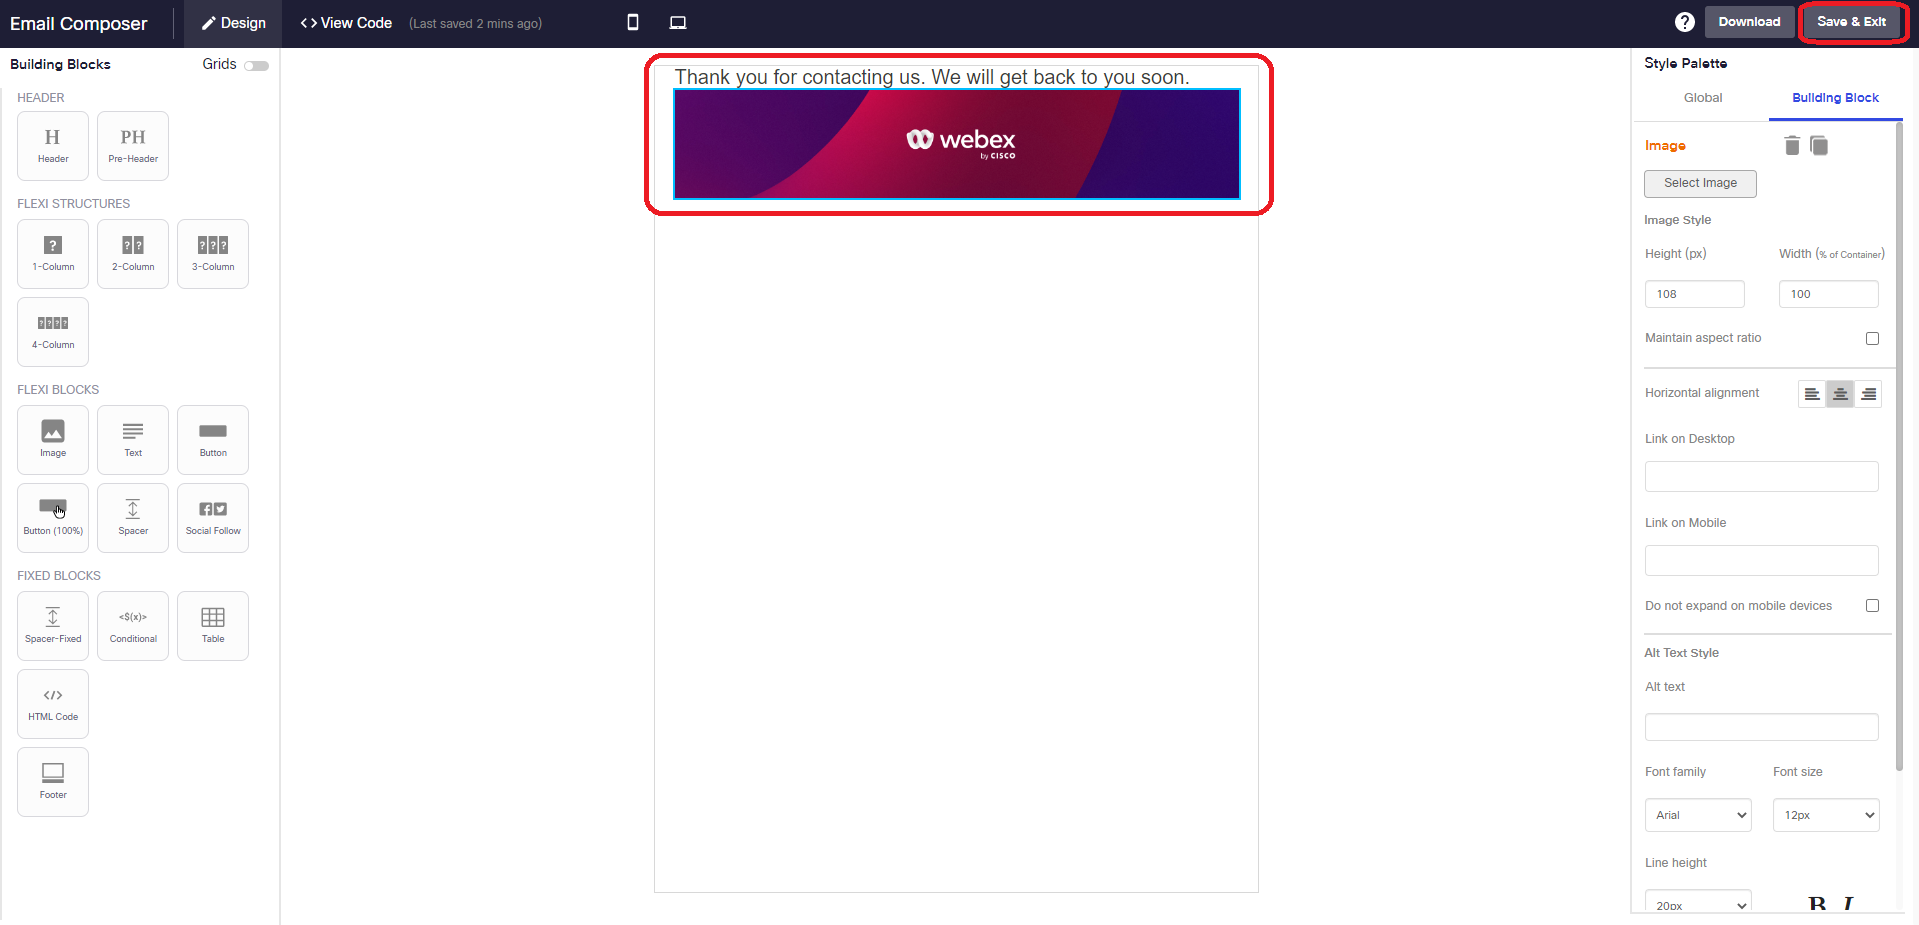 Email Composer
Design
<> View Code
(Last saved 2 mins ago)
?
Download
Save & Exit
Building Blocks
Grids
HEADER
H
Header
PH
Pre-Header
FLEXI STRUCTURES
?
1-Column
? ?
2-Column
? ? ?
3-Column
? ? ? ?
4-Column
FLEXI BLOCKS
Image
Text
Button
Button (100%)
Spacer
Social Follow
FIXED BLOCKS
Spacer-Fixed
<$(x)>
Conditional
Table
</>
HTML Code
Footer
Thank you for contacting us. We will get back to you soon.
webex
by CISCO
Style Palette
Global
Building Block
Image
Select Image
Image Style
Height (px)
Width (% of Container)
108
100
Maintain aspect ratio
Horizontal alignment
Link on Desktop
Link on Mobile
Do not expand on mobile devices
Alt Text Style
Alt text
Font family
Font size
Arial
12px
Line height
20px
B I